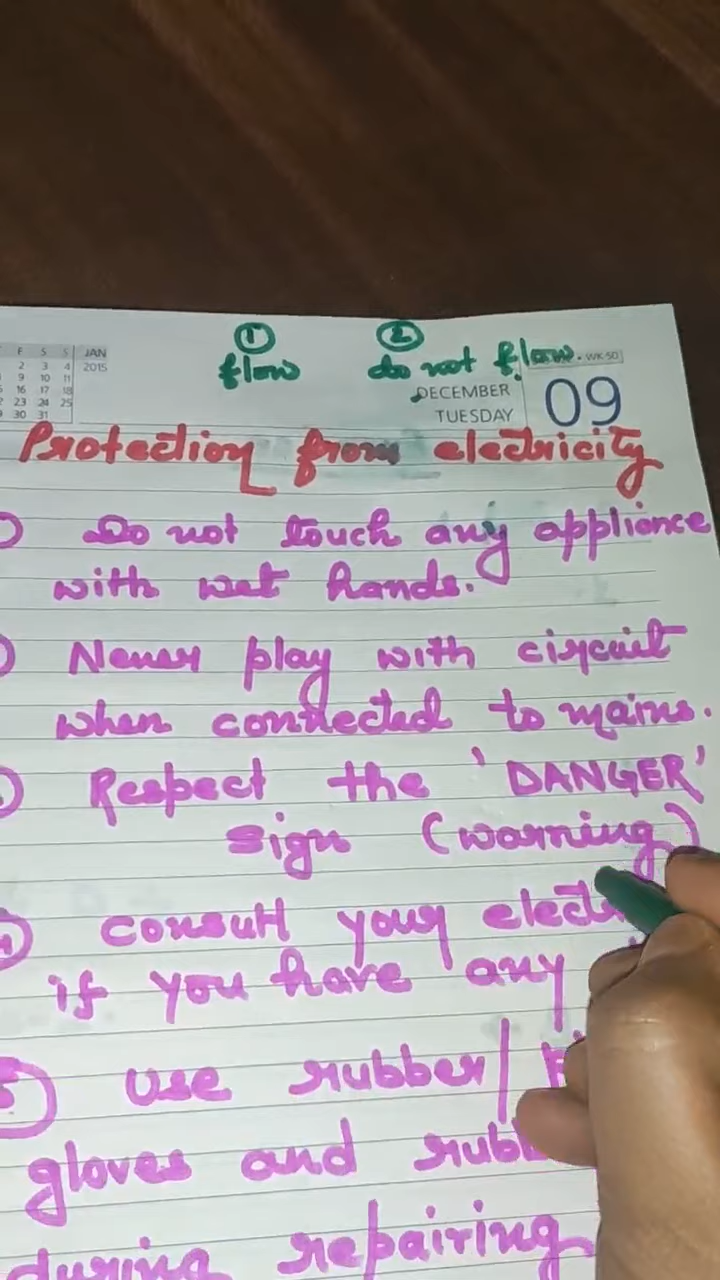 ① ②
flow do not flow. WK-50
F S S JAN
2 3 4 2015
9 10 11
16 17 18
23 24 25
30 31
DECEMBER 09
TUESDAY
Protection from electricity
Do not touch any appliance
with wet hands.
Never play with circuit
when connected to mains.
Respect the 'DANGER'
sign (warning)
4 consult your
if you have any
5 Use rubber/
gloves and
during repairing